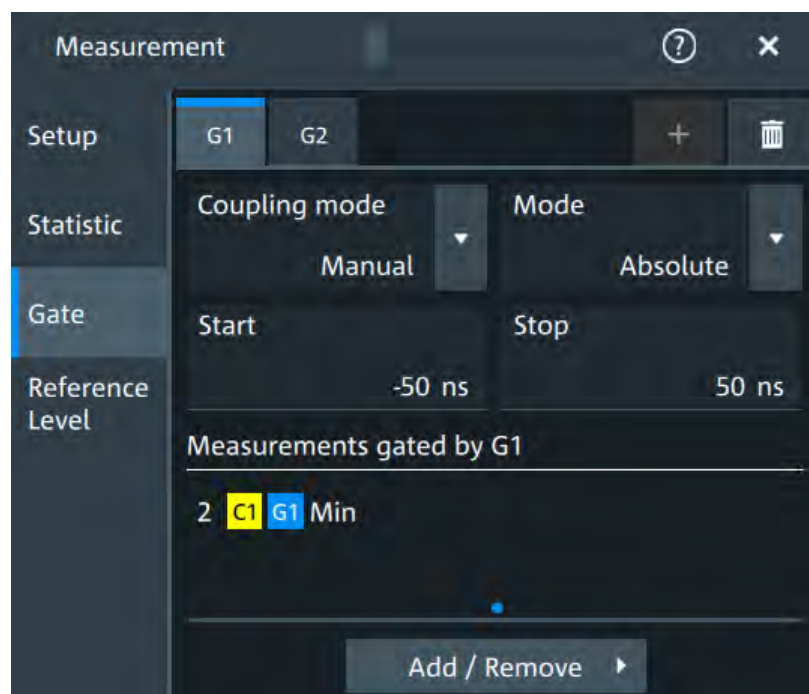 Measurement ?
Setup G1 G2 +
Coupling mode Mode
Statistic
Manual Absolute
Gate
Start Stop
-50 ns 50 ns
Reference
Level
Measurements gated by G1
2 C1 G1 Min
Add / Remove